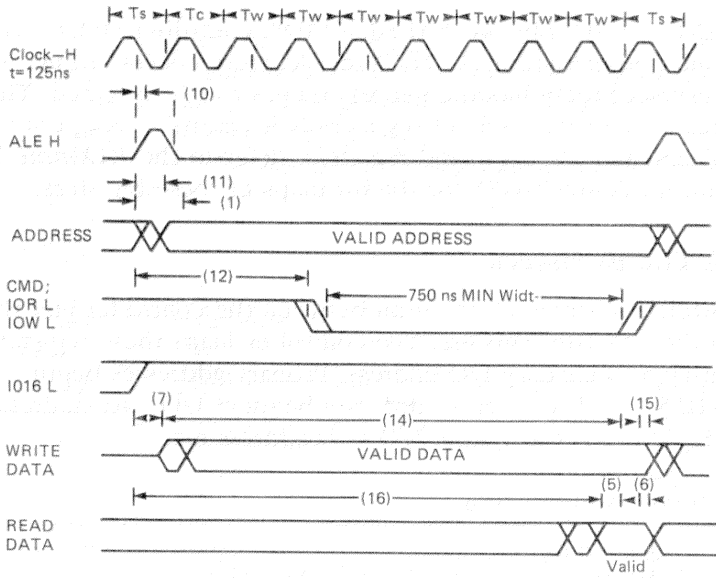 Ts Tc Tw Tw Tw Tw Tw Tw Ts
Clock-H
t=125ns
(10)
ALE H
(11)
(1)
ADDRESS
VALID ADDRESS
(12)
CMD;
IOR L
IOW L
750 ns MIN Widt
I016 L
(7)
(14)
(15)
WRITE
DATA
VALID DATA
(5) (6)
(16)
READ
DATA
Valid